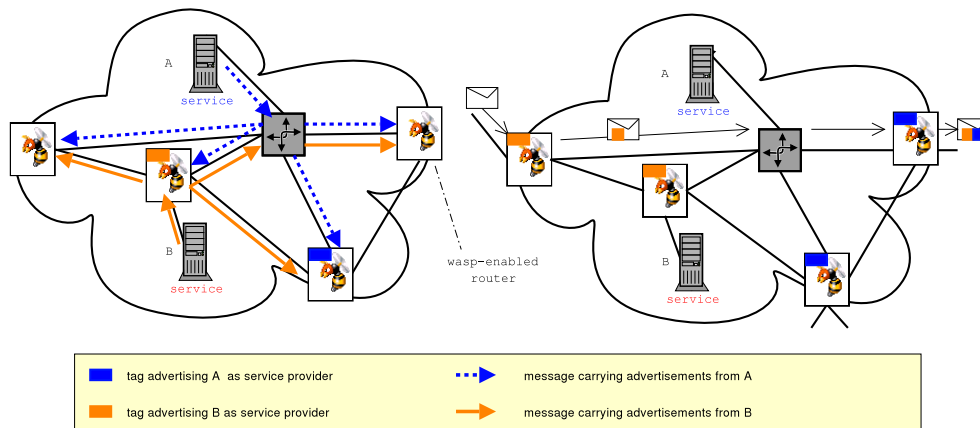 A
service
B
service
wasp-enabled
router
A
service
B
service
tag advertising A as service provider
message carrying advertisements from A
tag advertising B as service provider
message carrying advertisements from B